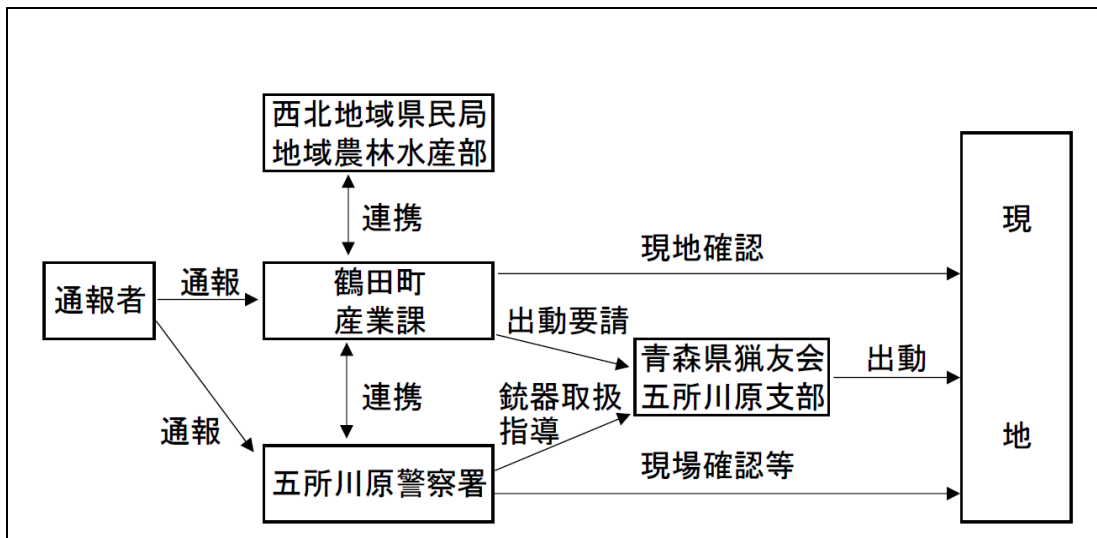 西北地域県民局
地域農林水産部
連携
現地確認
通報
鶴田町
産業課
通報者
出動要請
青森県猟友会
五所川原支部
出動
連携
銃器取扱
指導
通報
五所川原警察署
現場確認等
現
地